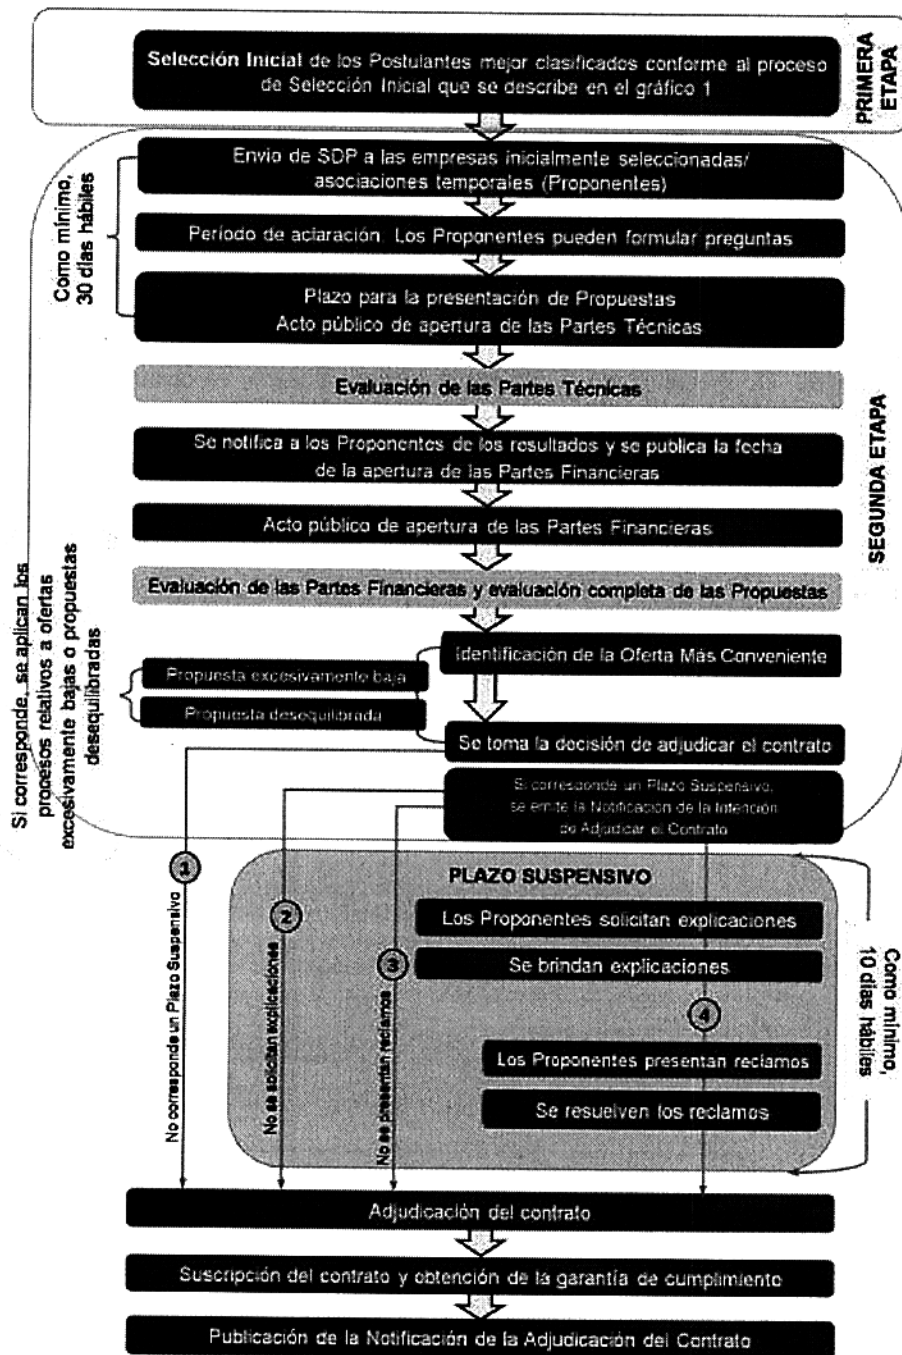 Selección Inicial de los Postulantes mejor clasificados conforme al proceso
de Selección Inicial que se describe en el gráfico 1
PRIMERA
ETAPA
Envio de SDP a las empresas inicialmente seleccionadas/
asociaciones temporales (Proponentes)
Como mínimo,
30 días hábiles
Período de aclaración. Los Proponentes pueden formular preguntas
Plazo para la presentación de Propuestas
Acto público de apertura de las Partes Técnicas
Evaluación de las Partes Técnicas
Se notifica a los Proponentes de los resultados y se publica la fecha
de la apertura de las Partes Financieras
SEGUNDA ETAPA
Acto público de apertura de las Partes Financieras
Evaluación de las Partes Financieras y evaluación completa de las Propuestas
Si corresponde, se aplican los
procesos relativos a ofertas
excesivamente bajas o propuestas
desequilibradas
Identificación de la Oferta Más Conveniente
Propuesta excesivamente baja
Propuesta desequilibrada
Se toma la decisión de adjudicar el contrato
Si corresponde un Plazo Suspensivo,
se emite la Notificación de la Intención
de Adjudicar el Contrato
PLAZO SUSPENSIVO
1
No corresponde un Plazo Suspensivo
2
No se solicitan explicaciones
3
No se presentan reclamos
4
Los Proponentes solicitan explicaciones
Se brindan explicaciones
Los Proponentes presentan reclamos
Se resuelven los reclamos
Como mínimo,
10 días hábiles
Adjudicación del contrato
Suscripción del contrato y obtención de la garantía de cumplimiento
Publicación de la Notificación de la Adjudicación del Contrato